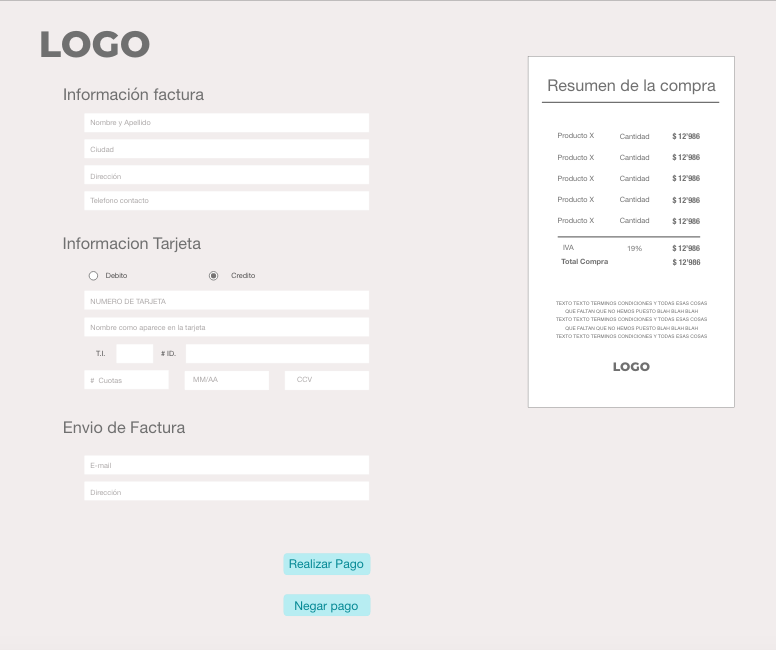 LOGO
Información factura
Nombre y Apellido
Ciudad
Dirección
Telefono contacto
Informacion Tarjeta
Debito Credito
NUMERO DE TARJETA
Nombre como aparece en la tarjeta
T.I. # ID.
# Cuotas MM/AA CCV
Envio de Factura
E-mail
Dirección
Realizar Pago
Negar pago
Resumen de la compra
Producto X Cantidad $ 12'986
Producto X Cantidad $ 12'986
Producto X Cantidad $ 12'986
Producto X Cantidad $ 12'986
Producto X Cantidad $ 12'986
IVA 19% $ 12'986
Total Compra $ 12'986
TEXTO TEXTO TERMINOS CONDICIONES Y TODAS ESAS COSAS
QUE FALTAN QUE NO HEMOS PUESTO BLAH BLAH BLAH
TEXTO TEXTO TERMINOS CONDICIONES Y TODAS ESAS COSAS
QUE FALTAN QUE NO HEMOS PUESTO BLAH BLAH BLAH
TEXTO TEXTO TERMINOS CONDICIONES Y TODAS ESAS COSAS
LOGO